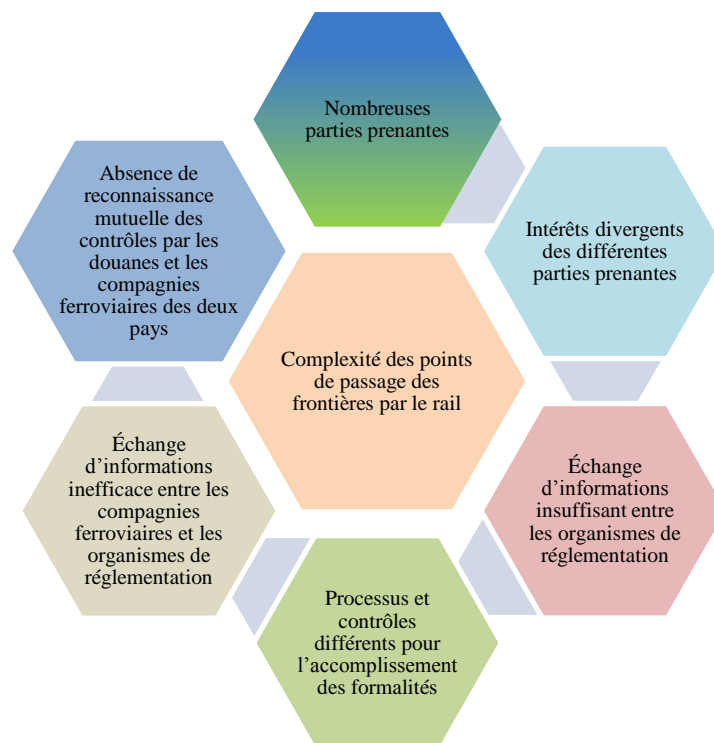 Nombreuses
parties prenantes
Intérêts divergents
des différentes
parties prenantes
Échange
d’informations
insuffisant entre
les organismes de
réglementation
Processus et
contrôles
différents pour
l’accomplissement
des formalités
Échange
d’informations
inefficace entre les
compagnies
ferroviaires et les
organismes de
réglementation
Absence de
reconnaissance
mutuelle des
contrôles par les
douanes et les
compagnies
ferroviaires des deux
pays
Complexité des points
de passage des
frontières par le rail